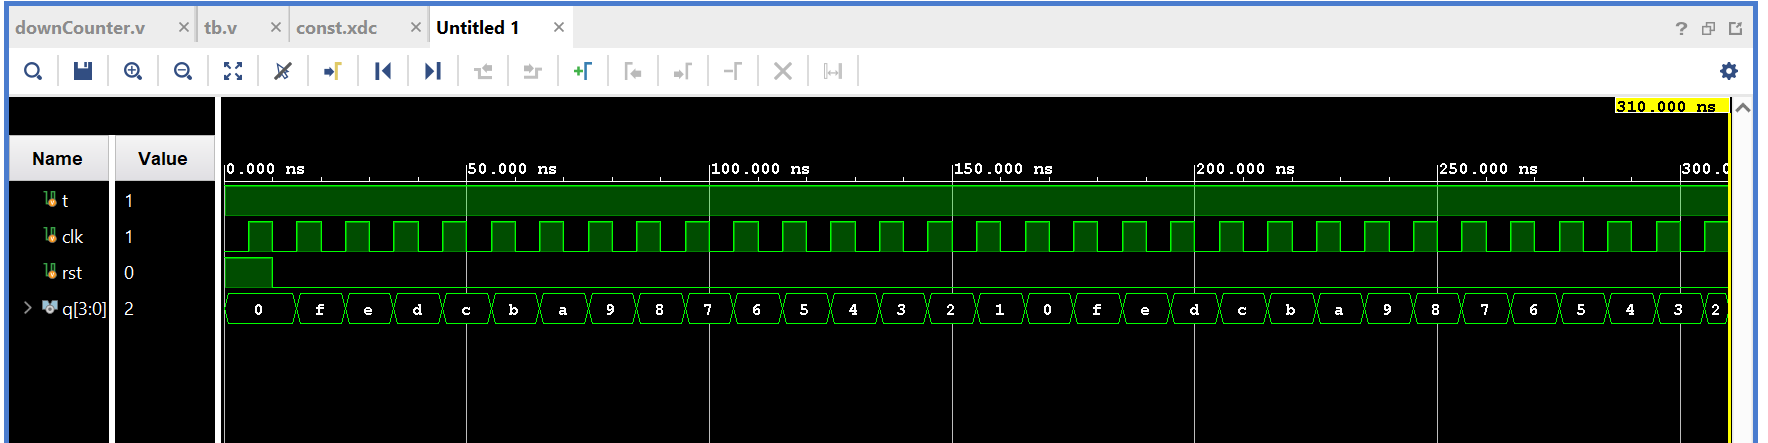 downCounter.v × tb.v × const.xdc × Untitled 1 × ?
310.000 ns
Name Value 0.000 ns 50.000 ns 100.000 ns 150.000 ns 200.000 ns 250.000 ns 300.0
t 1
clk 1
rst 0
q[3:0] 2 0 f e d c b a 9 8 7 6 5 4 3 2 1 0 f e d c b a 9 8 7 6 5 4 3 2